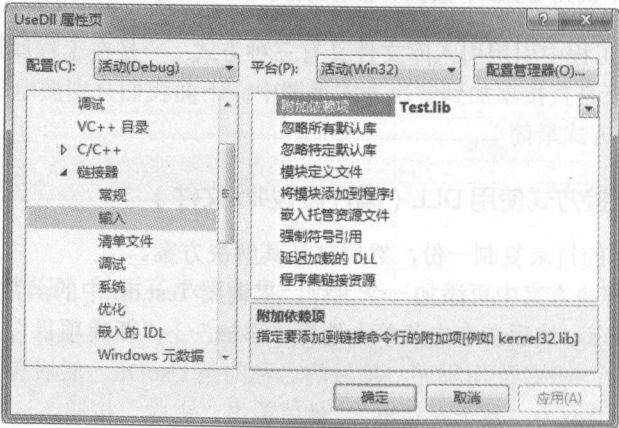 UseDll 属性页
配置(C): 活动(Debug) 平台(P): 活动(Win32) 配置管理器(O)...
调试
VC++ 目录
C/C++
链接器
常规
输入
清单文件
调试
系统
优化
嵌入的 IDL
Windows 元数据
附加依赖项 Test.lib
忽略所有默认库
忽略特定默认库
模块定义文件
将模块添加到程序集
嵌入托管资源文件
强制符号引用
延迟加载的 DLL
程序集链接资源
附加依赖项
指定要添加到链接命令行的附加项[例如 kernel32.lib]
确定 取消 应用(A)